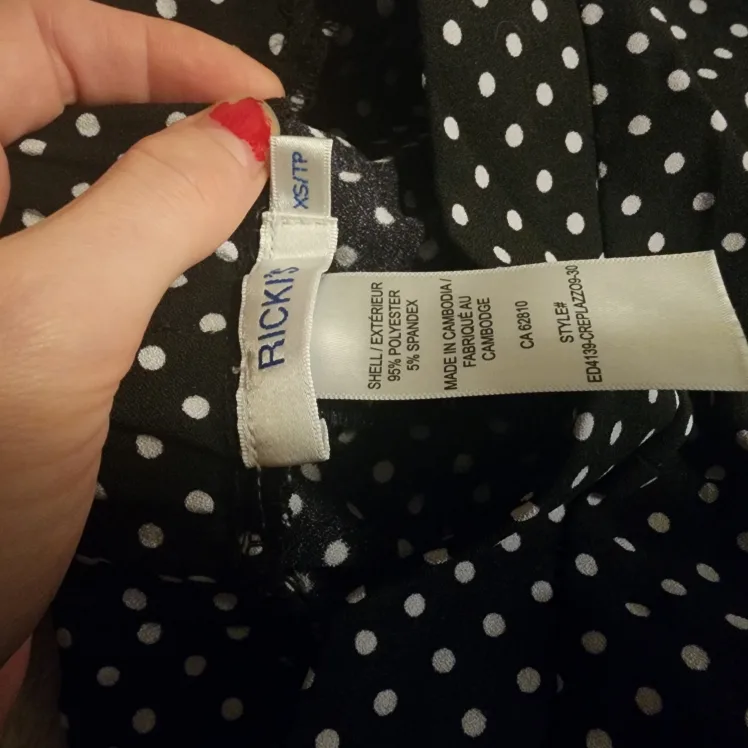 XS/TP
RICKI'S
SHELL / EXTÉRIEUR
95% POLYESTER
5% SPANDEX
MADE IN CAMBODIA /
FABRIQUÉ AU
CAMBODGE
CA 62810
STYLE#
ED4139-CREPLAZZO9-30